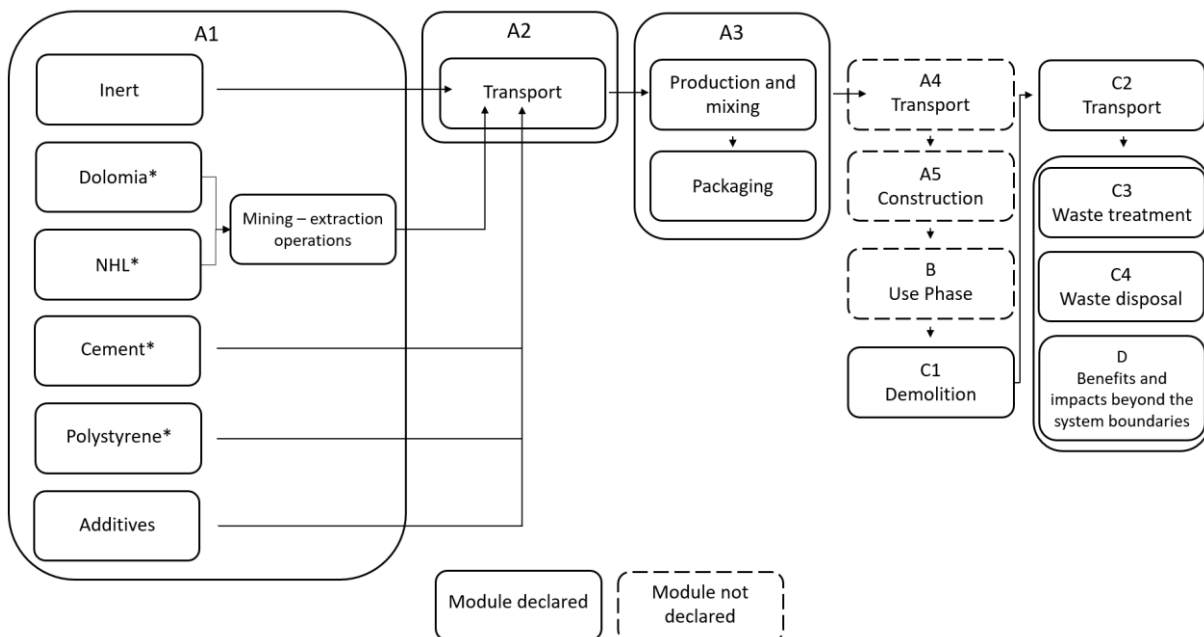 A1
Inert
Dolomia*
NHL*
Mining – extraction
operations
Cement*
Polystyrene*
Additives
A2
Transport
A3
Production and
mixing
Packaging
A4
Transport
A5
Construction
B
Use Phase
C1
Demolition
C2
Transport
C3
Waste treatment
C4
Waste disposal
D
Benefits and
impacts beyond the
system boundaries
Module declared
Module not
declared